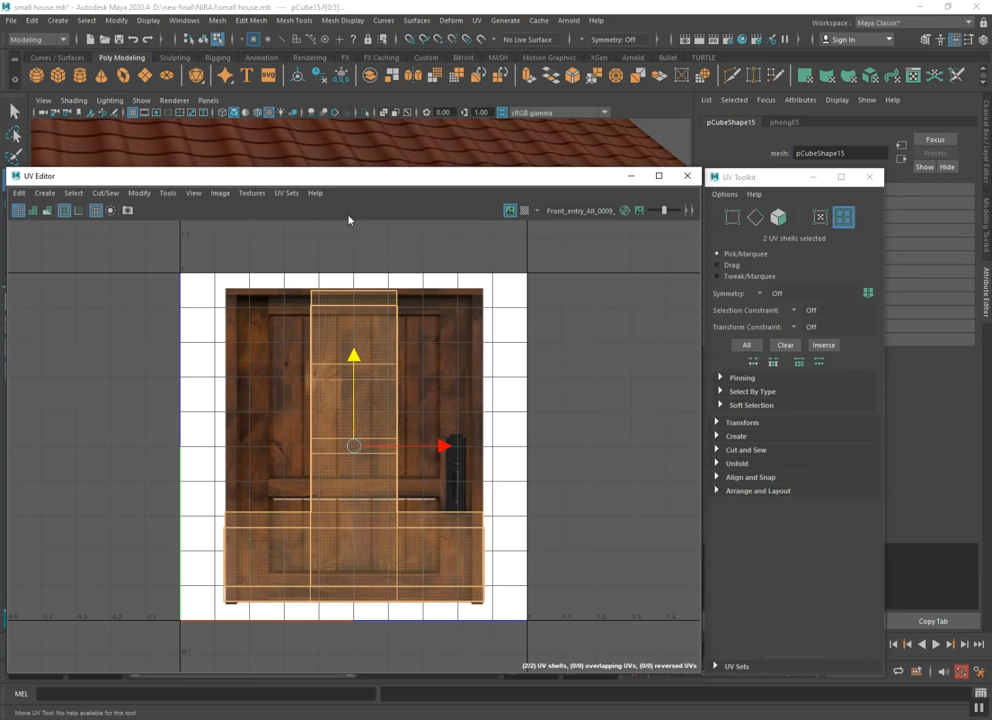 small house.mb* - Autodesk Maya 2020.4: D:\new final\NIRAJ\small house.mb --- pCube15.f[0:5]...
File Edit Create Select Modify Display Windows Mesh Edit Mesh Mesh Tools Mesh Display Curves Surfaces Deform UV Generate Cache Arnold Help
Workspace : Maya Classic*
Modeling No Live Surface Symmetry: Off Sign In
Curves / Surfaces Poly Modeling Sculpting Rigging Animation Rendering FX FX Caching Custom Bifrost MASH Motion Graphics XGen Arnold Bullet TURTLE
View Shading Lighting Show Renderer Panels
0.00 1.00 sRGB gamma
List Selected Focus Attributes Display Show Help
pCubeShape15 phongE5
Focus
mesh: pCubeShape15
Presets
Show Hide
Channel Box / Layer Editor
Modeling Toolkit
Attribute Editor
UV Editor
Edit Create Select Cut/Sew Modify Tools View Image Textures UV Sets Help
Front_entry_All_0009_
(2/2) UV shells, (0/0) overlapping UVs, (0/0) reversed UVs
UV Toolkit
Options Help
2 UV shells selected
Pick/Marquee
Drag
Tweak/Marquee
Symmetry: Off
Selection Constraint: Off
Transform Constraint: Off
All Clear Inverse
Pinning
Select By Type
Soft Selection
Transform
Create
Cut and Sew
Unfold
Align and Snap
Arrange and Layout
UV Sets
Copy Tab
MEL
Move UV Tool: No help available for this tool